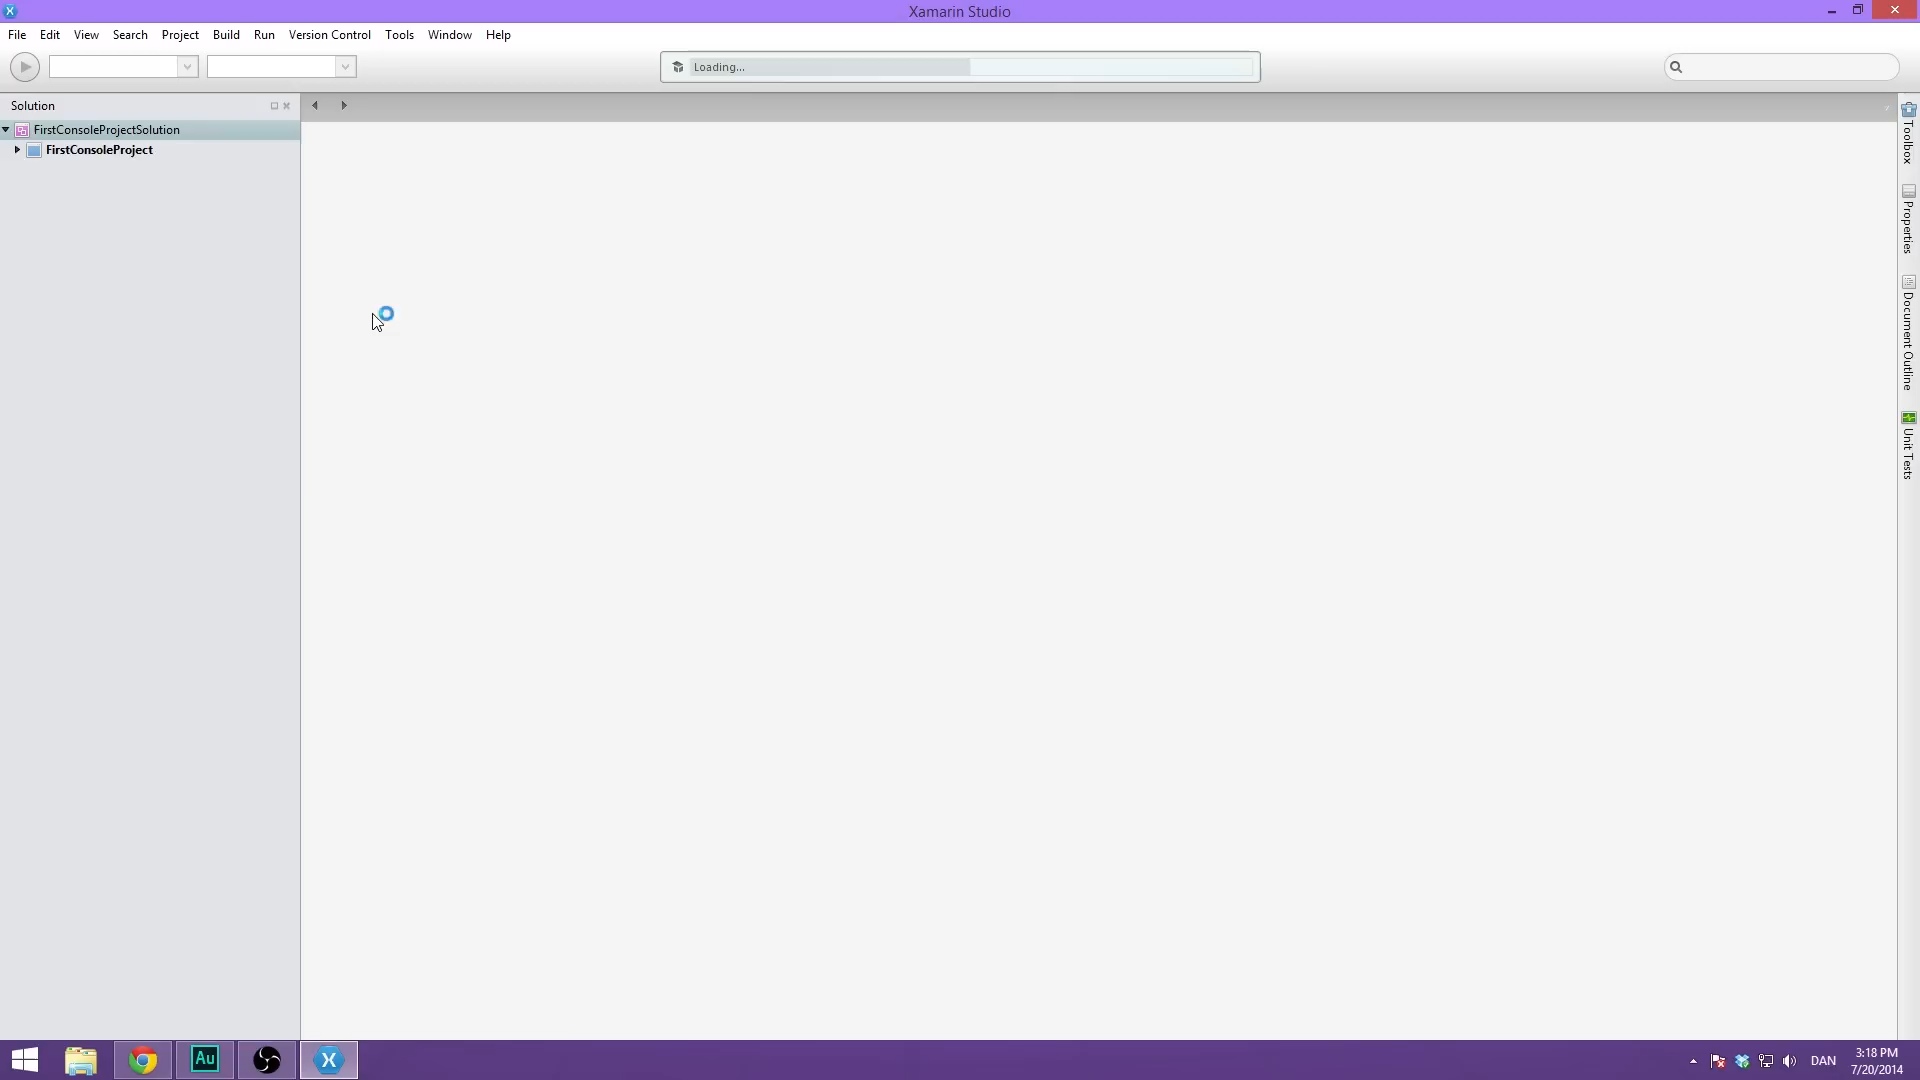 Xamarin Studio
File Edit View Search Project Build Run Version Control Tools Window Help
Loading...
Solution
FirstConsoleProjectSolution
FirstConsoleProject
Toolbox
Properties
Document Outline
Unit Tests
Au
X
DAN
3:18 PM
7/20/2014